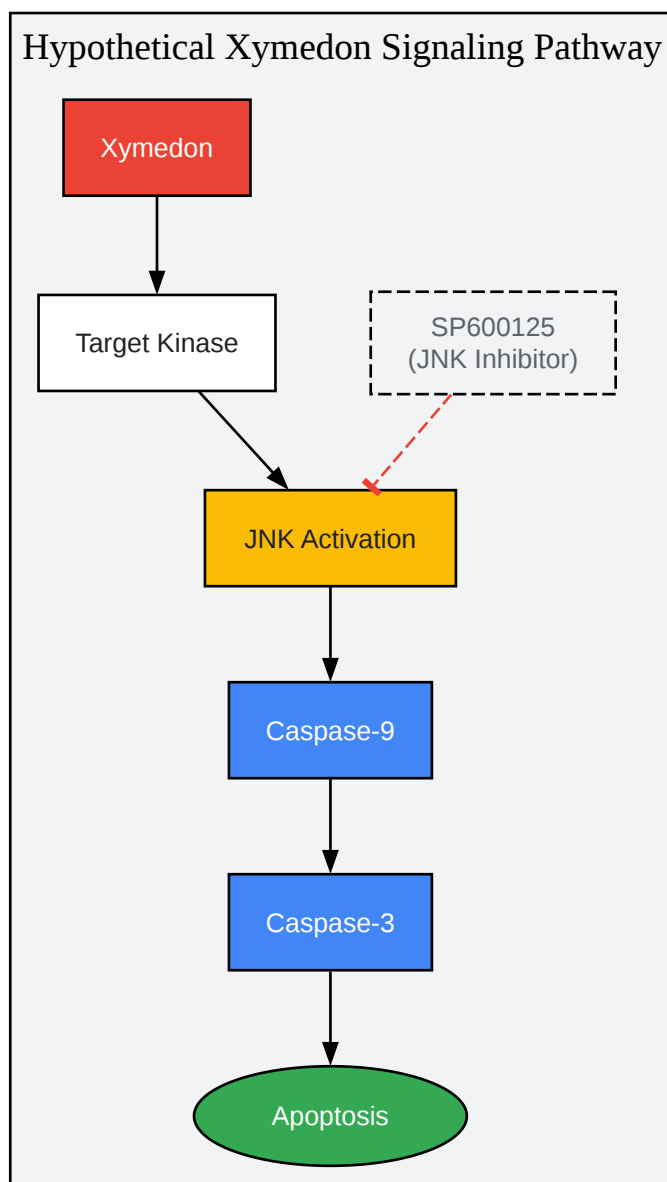 Hypothetical Xymedon Signaling Pathway
Xymedon
Target Kinase
SP600125
(JNK Inhibitor)
JNK Activation
Caspase-9
Caspase-3
Apoptosis